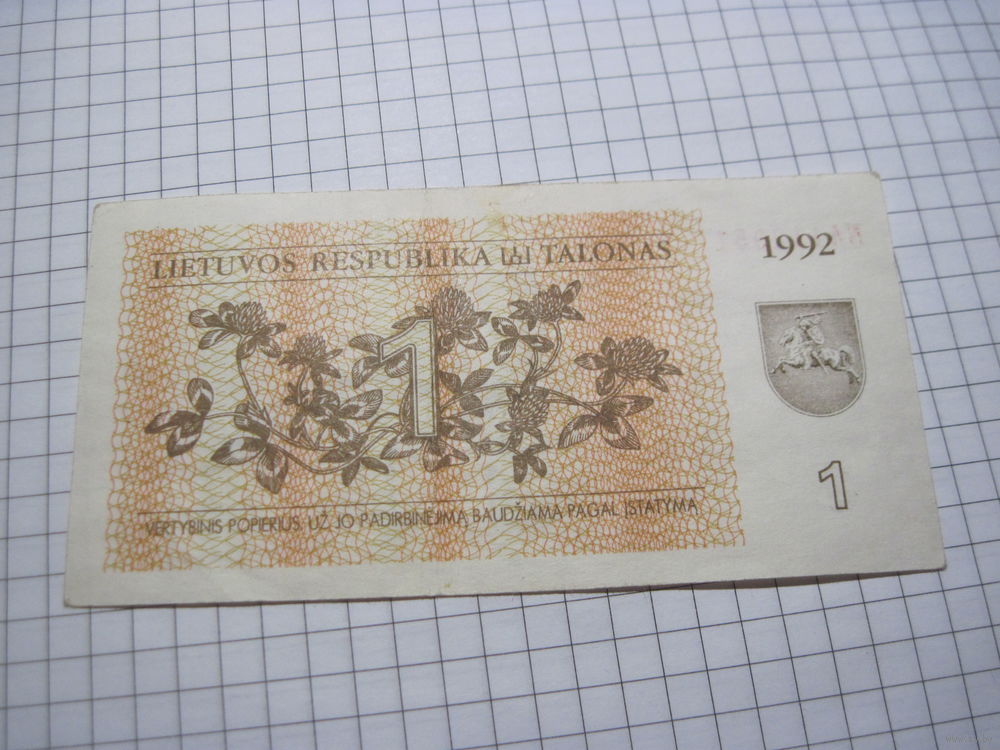 LIETUVOS RESPUBLIKA TALONAS
1992
1
1
VERTYBINIS POPIERIUS. UŽ JO PADIRBINĖJIMĄ BAUDŽIAMA PAGAL ĮSTATYMĄ